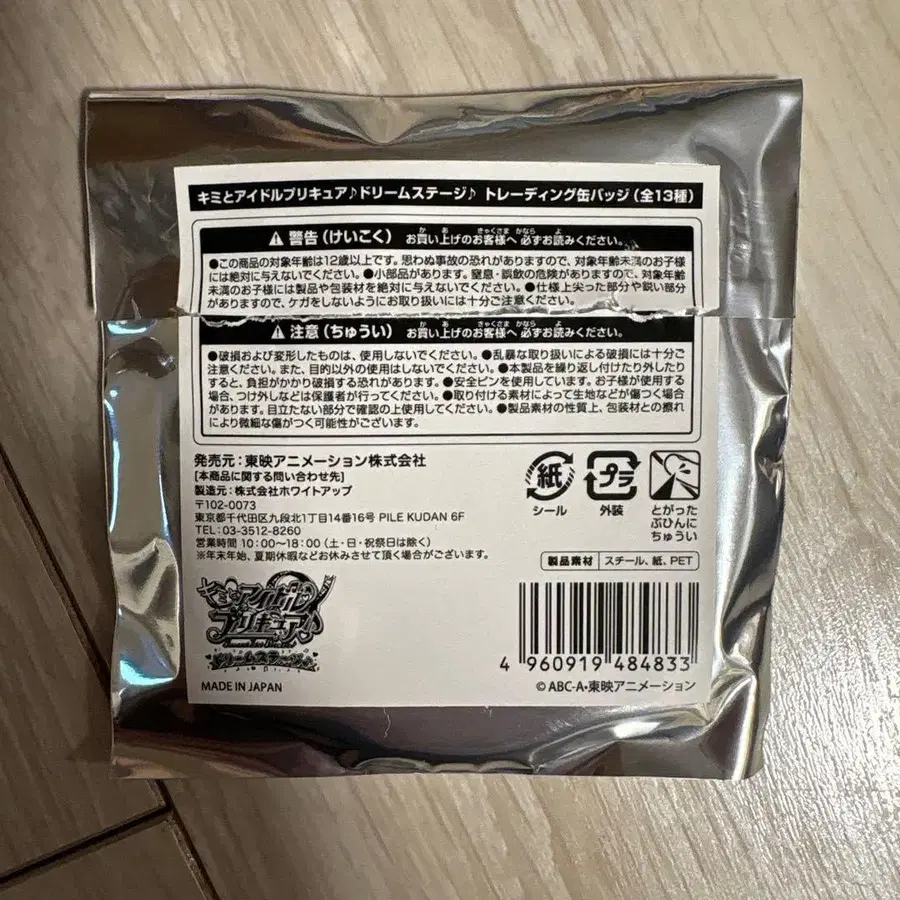 キミとアイドルプリキュア♪ドリームステージ♪ トレーディング缶バッジ（全13種）
⚠警告（けいこく） お買い上げのお客様へ 必ずお読みください。
●この商品の対象年齢は12歳以上です。思わぬ事故の恐れがありますので、対象年齢未満のお子様
には絶対に与えないでください。●小部品があります。窒息・誤飲の危険がありますので、対象年齢
未満のお子様には製品や包装材を絶対に与えないでください。●仕様上尖った部分や鋭い部分が
ありますので、ケガをしないようにお取り扱いには十分ご注意ください。
⚠注意（ちゅうい） お買い上げのお客様へ 必ずお読みください。
●破損および変形したものは、使用しないでください。●乱暴な取り扱いによる破損には十分ご
注意ください。また、目的以外の使用はしないでください。●本製品を繰り返し付けたり外したり
すると、負担がかかり破損する恐れがあります。●安全ピンを使用しています。お子様が使用する
場合、つけ外しなどは保護者が行ってください。●取り付ける素材によって生地などが傷つく場合
があります。目立たない部分で確認の上使用してください。●製品素材の性質上、包装材との擦れ
により微細な傷がつく可能性がございます。
発売元：東映アニメーション株式会社
[本商品に関する問い合わせ先]
製造元：株式会社ホワイトアップ
〒102-0073
東京都千代田区九段北1丁目14番16号 PILE KUDAN 6F
TEL:03-3512-8260
営業時間 10:00〜18:00（土・日・祝祭日は除く）
※年末年始、夏期休暇などお休みさせて頂く場合がございます。
紙
シール
プラ
外装
とがった
ぶひんに
ちゅうい
製品素材 スチール、紙、PET
キミとアイドル
プリキュア♪
ドリームステージ♪
4 960919 484833
MADE IN JAPAN
© ABC-A・東映アニメーション